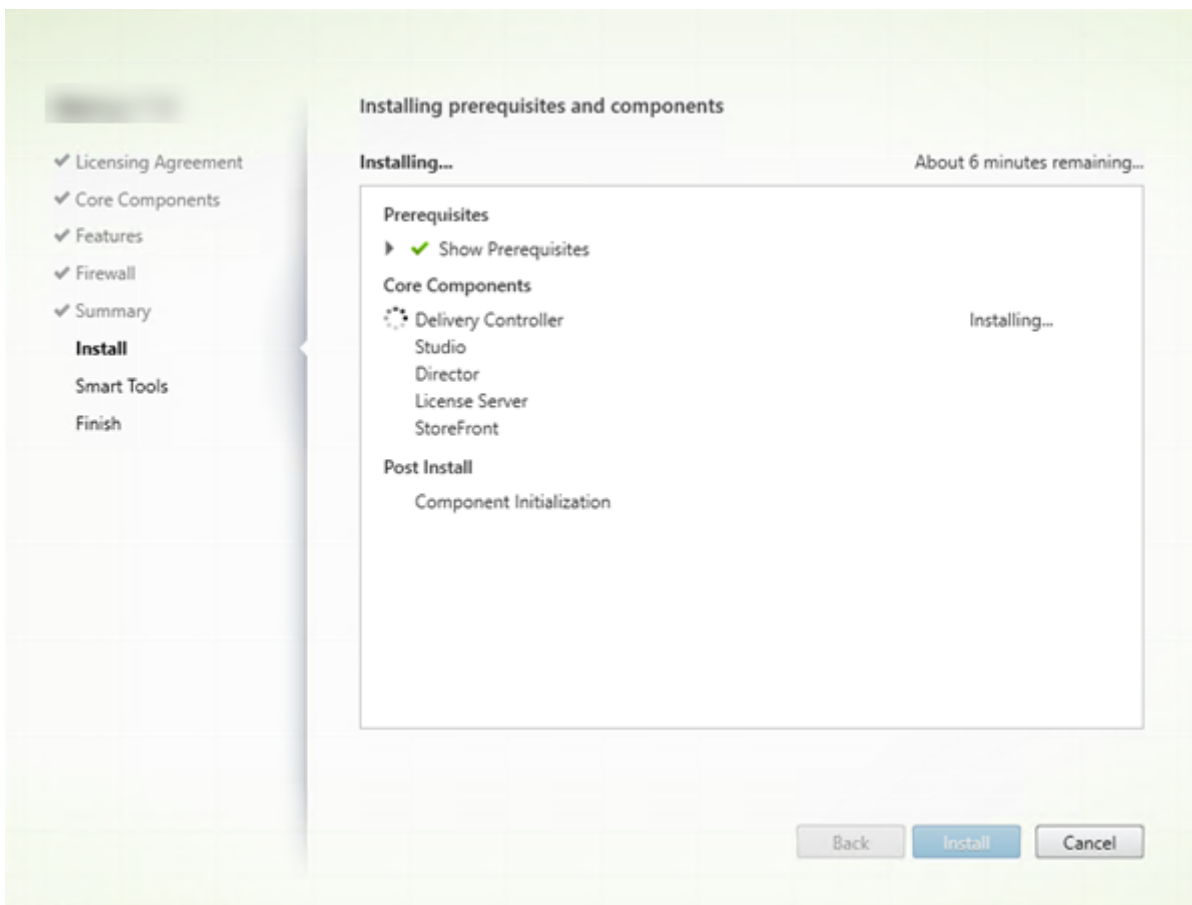 Installing prerequisites and components
Licensing Agreement
Core Components
Features
Firewall
Summary
Install
Smart Tools
Finish
Installing... About 6 minutes remaining...
Prerequisites
Show Prerequisites
Core Components
Delivery Controller Installing...
Studio
Director
License Server
StoreFront
Post Install
Component Initialization
Back Install Cancel